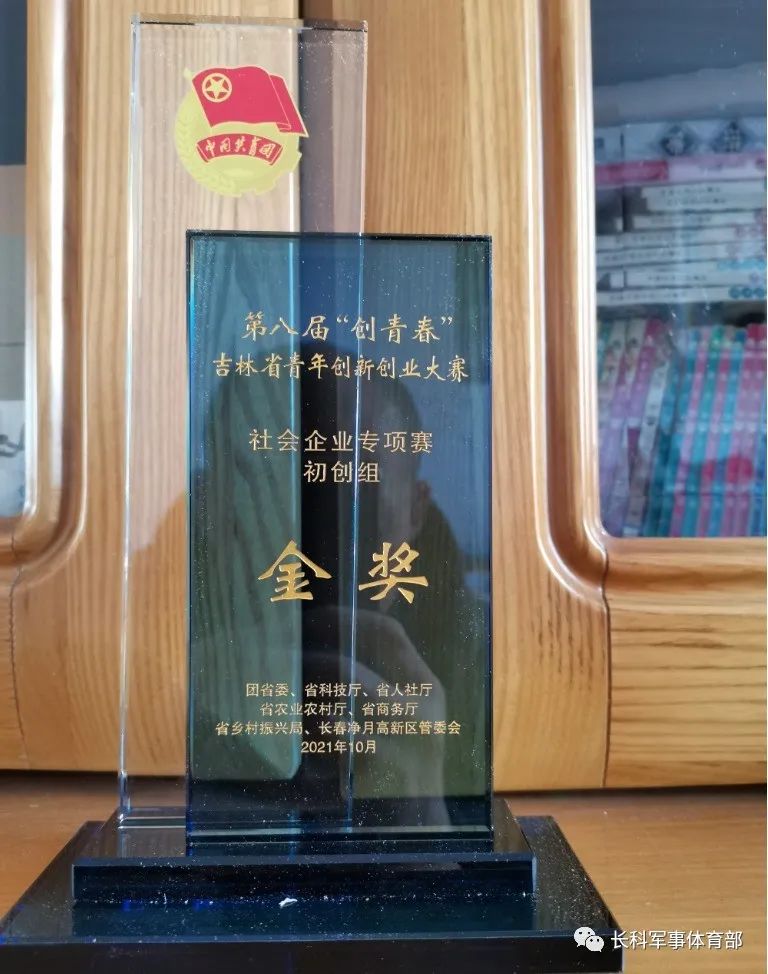 中国共青团
第八届“创青春”
吉林省青年创新创业大赛
社会企业专项赛
初创组
金奖
团省委、省科技厅、省人社厅
省农业农村厅、省商务厅
省乡村振兴局、长春净月高新区管委会
2021年10月
长科军事体育部